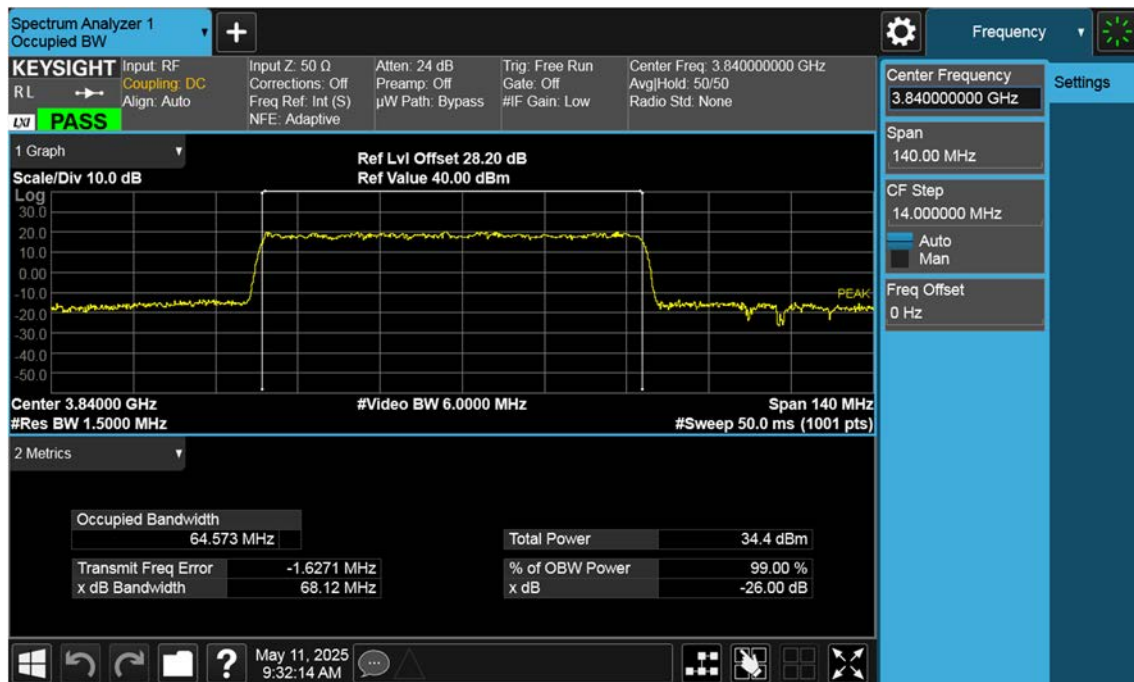 Spectrum Analyzer 1
Occupied BW
Frequency
KEYSIGHT
RL
LXI
PASS
Input: RF
Coupling: DC
Align: Auto
Input Z: 50 Ω
Corrections: Off
Freq Ref: Int (S)
NFE: Adaptive
Atten: 24 dB
Preamp: Off
µW Path: Bypass
Trig: Free Run
Gate: Off
#IF Gain: Low
Center Freq: 3.840000000 GHz
Avg|Hold: 50/50
Radio Std: None
Center Frequency
3.840000000 GHz
Settings
Span
140.00 MHz
CF Step
14.000000 MHz
Auto
Man
Freq Offset
0 Hz
1 Graph
Scale/Div 10.0 dB
Ref Lvl Offset 28.20 dB
Ref Value 40.00 dBm
Log
30.0
20.0
10.0
0.00
-10.0
-20.0
-30.0
-40.0
-50.0
PEAK
Center 3.84000 GHz
#Video BW 6.0000 MHz
Span 140 MHz
#Res BW 1.5000 MHz
#Sweep 50.0 ms (1001 pts)
2 Metrics
Occupied Bandwidth
64.573 MHz
Total Power 34.4 dBm
Transmit Freq Error -1.6271 MHz
% of OBW Power 99.00 %
x dB Bandwidth 68.12 MHz
x dB -26.00 dB
?
May 11, 2025
9:32:14 AM